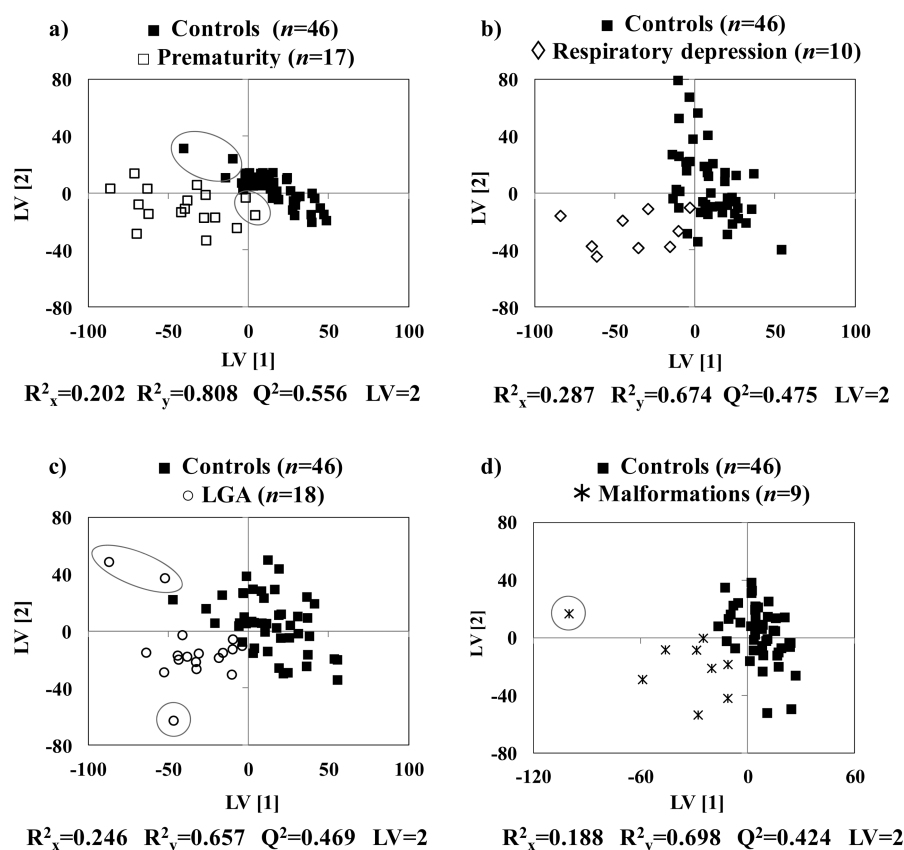 a)
■ Controls (n=46)
□ Prematurity (n=17)
80
40
0
-40
-80
LV [2]
-100
-50
0
50
100
LV [1]
R²x=0.202 R²y=0.808 Q²=0.556 LV=2
b)
■ Controls (n=46)
◇ Respiratory depression (n=10)
80
40
0
-40
-80
LV [2]
-100
-50
0
50
100
LV [1]
R²x=0.287 R²y=0.674 Q²=0.475 LV=2
c)
■ Controls (n=46)
○ LGA (n=18)
80
40
0
-40
-80
LV [2]
-100
-50
0
50
100
LV [1]
R²x=0.246 R²y=0.657 Q²=0.469 LV=2
d)
■ Controls (n=46)
✳ Malformations (n=9)
80
40
0
-40
-80
LV [2]
-120
-60
0
60
LV [1]
R²x=0.188 R²y=0.698 Q²=0.424 LV=2